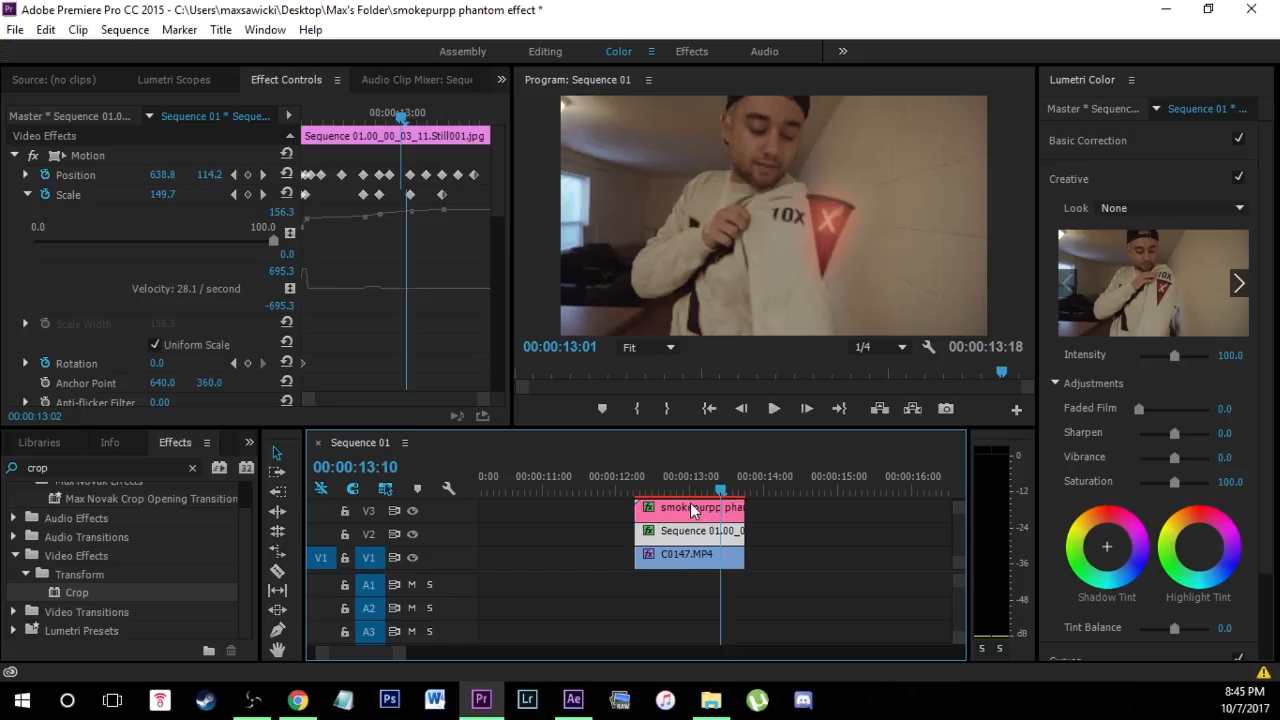 Adobe Premiere Pro CC 2015 - C:\Users\maxsawicki\Desktop\Max's Folder\smokepurpp phantom effect *
File Edit Clip Sequence Marker Title Window Help
Assembly Editing Color Effects Audio
Source: (no clips) Lumetri Scopes Effect Controls Audio Clip Mixer: Seque
Program: Sequence 01
Lumetri Color
Master * Sequence 01.0... Sequence 01 * Seque...
00:00:13:00
Video Effects
Sequence 01.00_00_03_11.Still001.jpg
fx Motion
Position 638.8 114.2
Scale 149.7
156.3
0.0 100.0
0.0
695.3
Velocity: 28.1 / second
-695.3
Scale Width 156.3
Uniform Scale
Rotation 0.0
Anchor Point 640.0 360.0
Anti-flicker Filter 0.00
00:00:13:02
10X
X
00:00:13:01 Fit 1/4 00:00:13:18
Master * Sequenc... Sequence 01 * ...
Basic Correction
Creative
Look None
Intensity 100.0
Adjustments
Faded Film 0.0
Sharpen 0.0
Vibrance 0.0
Saturation 100.0
Shadow Tint Highlight Tint
Tint Balance 0.0
Libraries Info Effects
crop
Max Novak Effects
Max Novak Crop Opening Transition
Audio Effects
Audio Transitions
Video Effects
Transform
Crop
Video Transitions
Lumetri Presets
Sequence 01
00:00:13:10
0:00 00:00:11:00 00:00:12:00 00:00:13:00 00:00:14:00 00:00:15:00 00:00:16:00
V3 fx smokepurpp phan
V2 fx Sequence 01.00_0
V1 V1 fx C0147.MP4
A1 M S
A2 M S
A3 M S
0
-12
-24
-36
-48
dB
S S
Ps W Pr Lr Ae
8:45 PM
10/7/2017